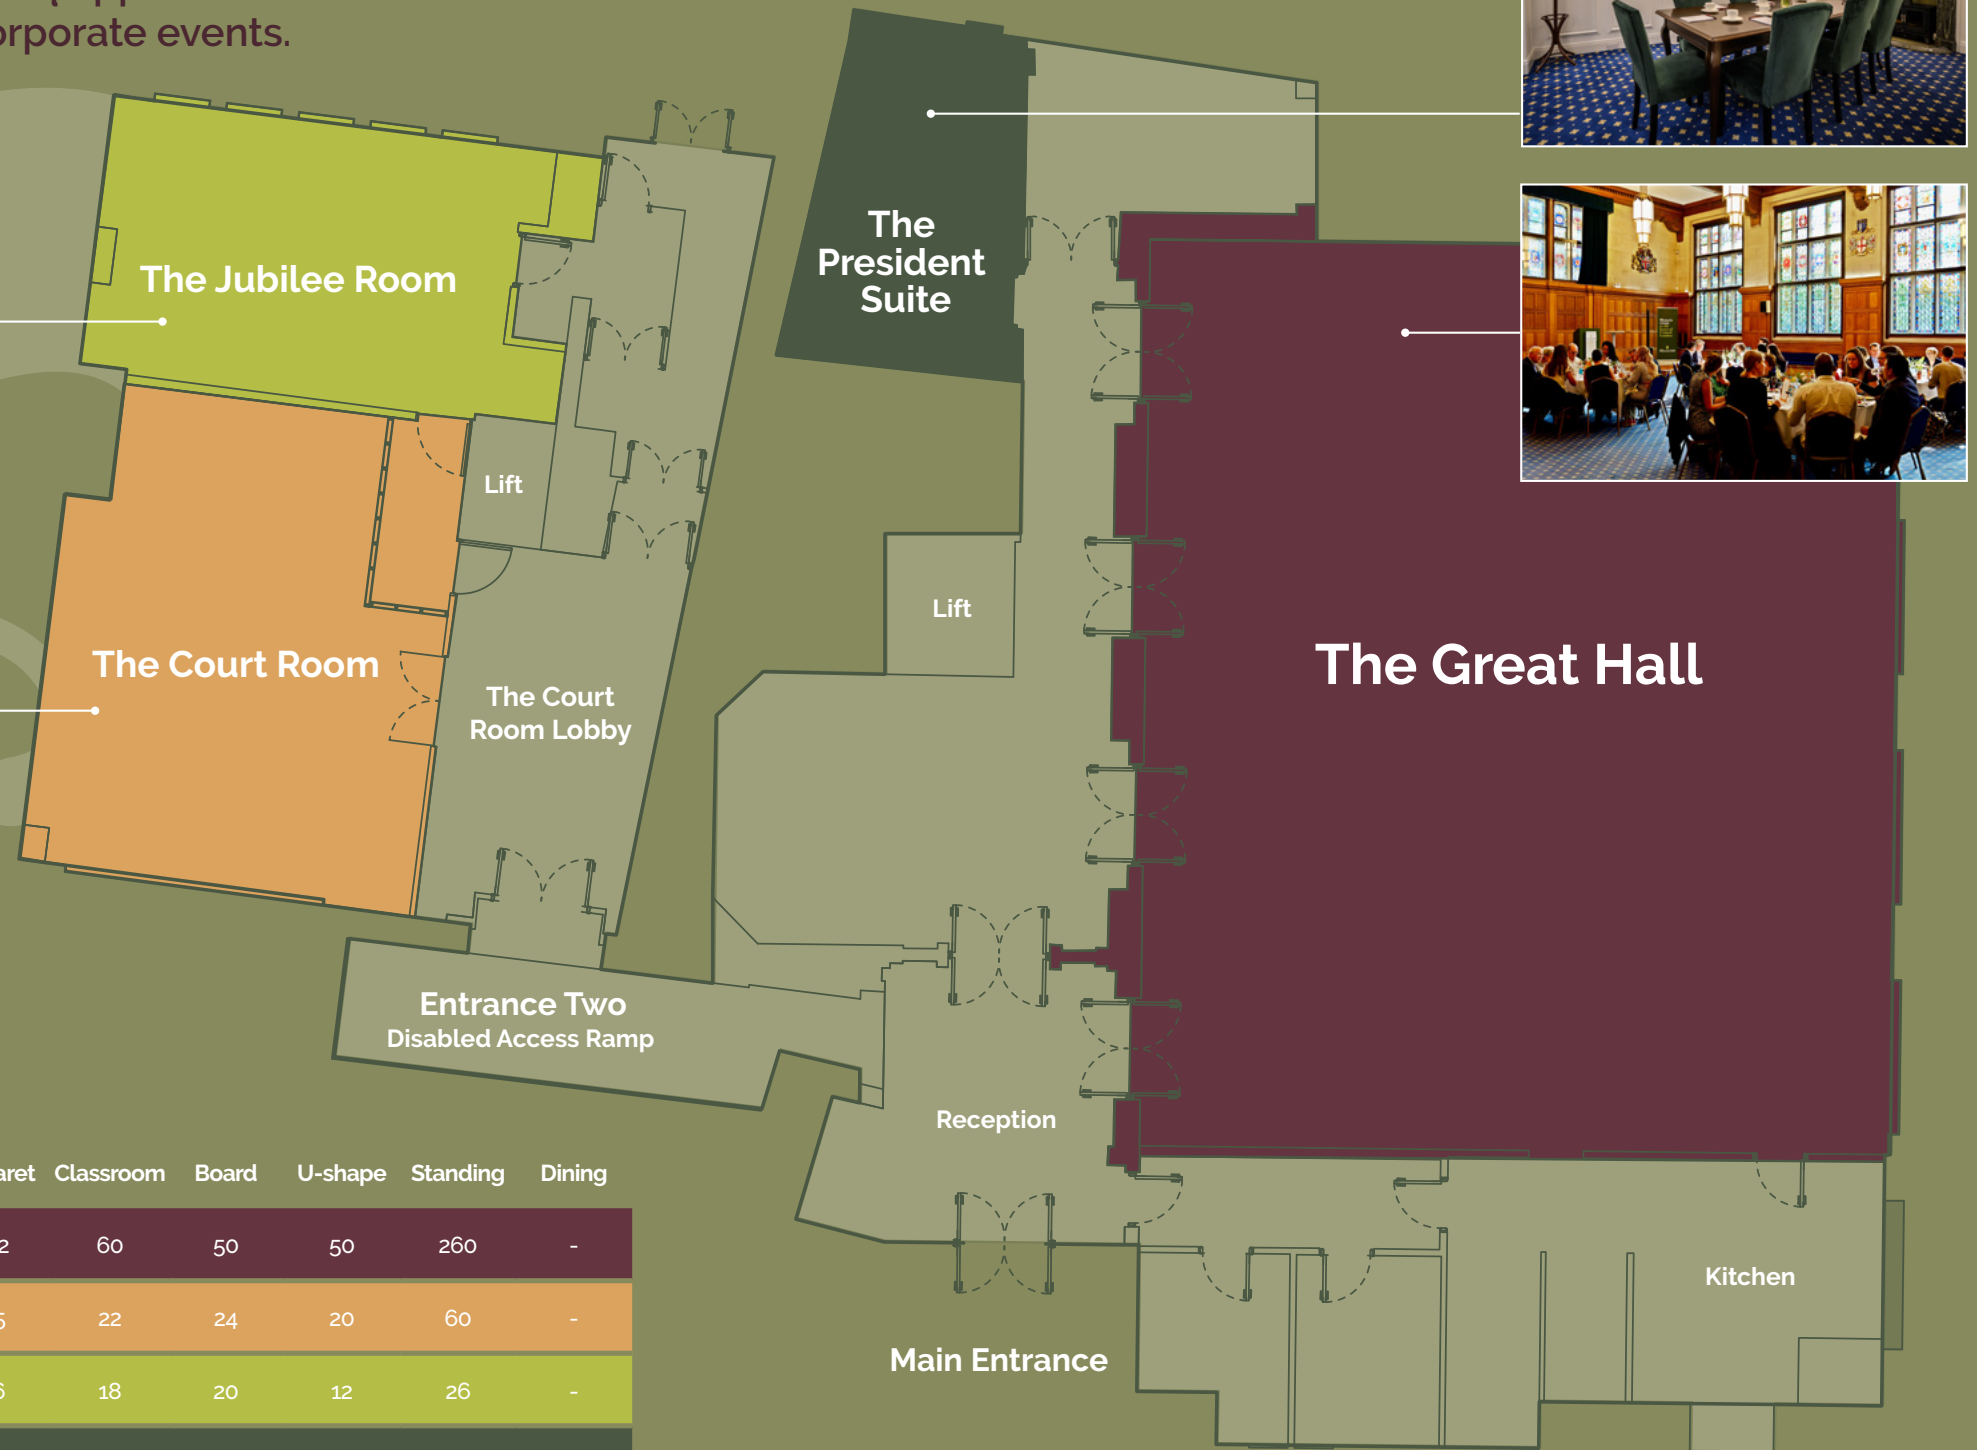 orporate events.
The Jubilee Room
The
President
Suite
Lift
Lift
The Court Room
The Court
Room Lobby
The Great Hall
Entrance Two
Disabled Access Ramp
Reception
Kitchen
Main Entrance
aret Classroom Board U-shape Standing Dining
2 60 50 50 260 -
5 22 24 20 60 -
6 18 20 12 26 -